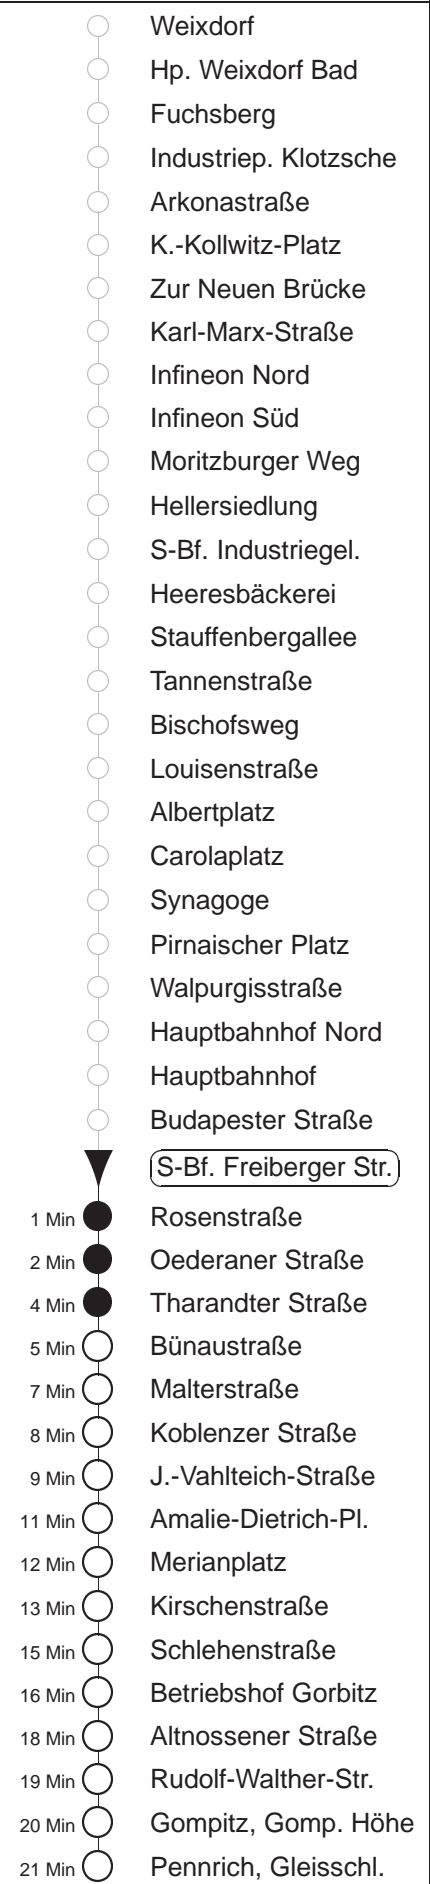 Weixdorf
Hp. Weixdorf Bad
Fuchsberg
Industriep. Klotzsche
Arkonastraße
K.-Kollwitz-Platz
Zur Neuen Brücke
Karl-Marx-Straße
Infineon Nord
Infineon Süd
Moritzburger Weg
Hellersiedlung
S-Bf. Industriegel.
Heeresbäckerei
Stauffenbergallee
Tannenstraße
Bischofsweg
Louisenstraße
Albertplatz
Carolaplatz
Synagoge
Pirnaischer Platz
Walpurgisstraße
Hauptbahnhof Nord
Hauptbahnhof
Budapester Straße
S-Bf. Freiberger Str.
1 Min Rosenstraße
2 Min Oederaner Straße
4 Min Tharandter Straße
5 Min Bünaustraße
7 Min Malterstraße
8 Min Koblenzer Straße
9 Min J.-Vahlteich-Straße
11 Min Amalie-Dietrich-Pl.
12 Min Merianplatz
13 Min Kirschenstraße
15 Min Schlehenstraße
16 Min Betriebshof Gorbitz
18 Min Altnossener Straße
19 Min Rudolf-Walther-Str.
20 Min Gompitz, Gomp. Höhe
21 Min Pennrich, Gleisschl.